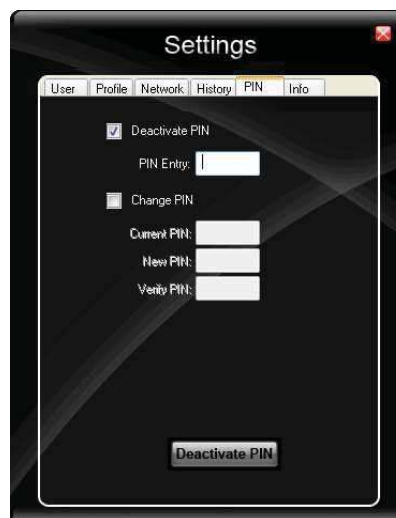 Settings
User Profile Network History PIN Info
Deactivate PIN
PIN Entry:
Change PIN
Current PIN:
New PIN:
Verify PIN:
Deactivate PIN